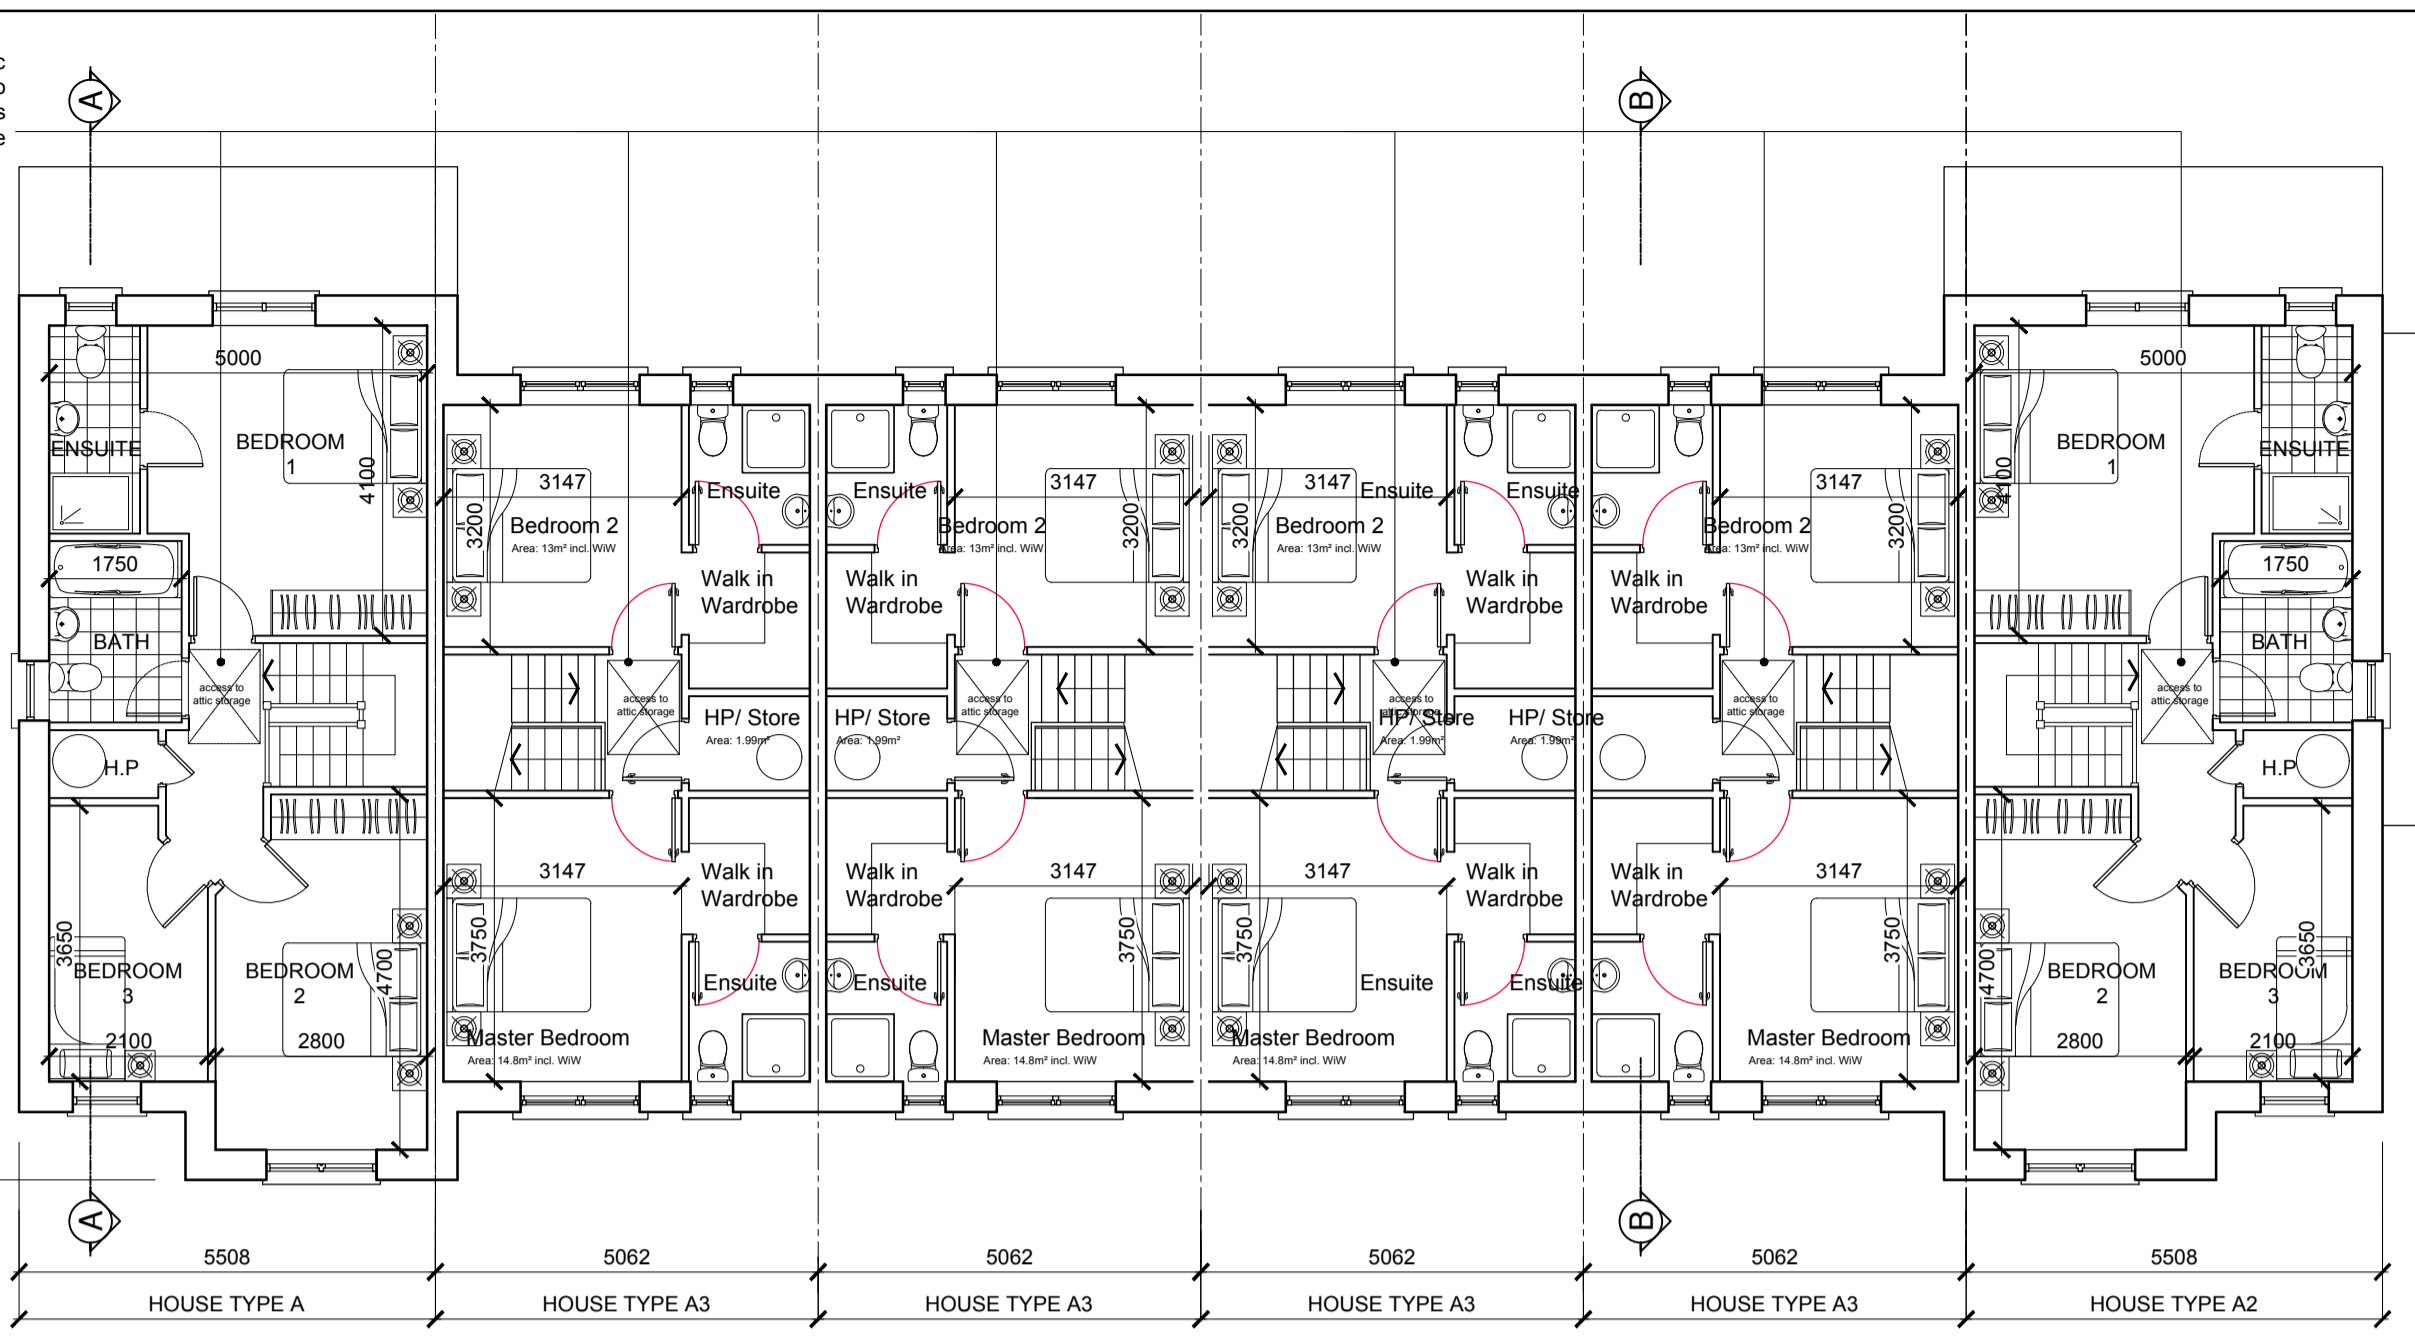 c
s
e
A
B
5000
5000
BEDROOM
1
4100
ENSUITE
3147
Ensuite
3200
Bedroom 2
Area: 13m² incl. WiW
Ensuite
3147
Bedroom 2
Area: 13m² incl. WiW
3200
3147
Ensuite
3200
Bedroom 2
Area: 13m² incl. WiW
Ensuite
3147
Bedroom 2
Area: 13m² incl. WiW
3200
BEDROOM
1
4100
ENSUITE
1750
Walk in
Wardrobe
Walk in
Wardrobe
Walk in
Wardrobe
Walk in
Wardrobe
1750
BATH
BATH
access to
attic storage
access to
attic storage
access to
attic storage
access to
attic storage
access to
attic storage
access to
attic storage
H.P
HP/ Store
Area: 1.99m²
HP/ Store
Area: 1.99m²
HP/ Store
Area: 1.99m²
HP/ Store
Area: 1.99m²
H.P
3147
Walk in
Wardrobe
Walk in
Wardrobe
3147
3147
Walk in
Wardrobe
Walk in
Wardrobe
3147
3650
BEDROOM
3
BEDROOM
2
4700
3750
Ensuite
Ensuite
3750
3750
Ensuite
Ensuite
3750
4700
BEDROOM
2
BEDROOM
3
3650
2100
2800
Master Bedroom
Area: 14.8m² incl. WiW
Master Bedroom
Area: 14.8m² incl. WiW
Master Bedroom
Area: 14.8m² incl. WiW
Master Bedroom
Area: 14.8m² incl. WiW
2800
2100
A
B
5508
5062
5062
5062
5062
5508
HOUSE TYPE A
HOUSE TYPE A3
HOUSE TYPE A3
HOUSE TYPE A3
HOUSE TYPE A3
HOUSE TYPE A2